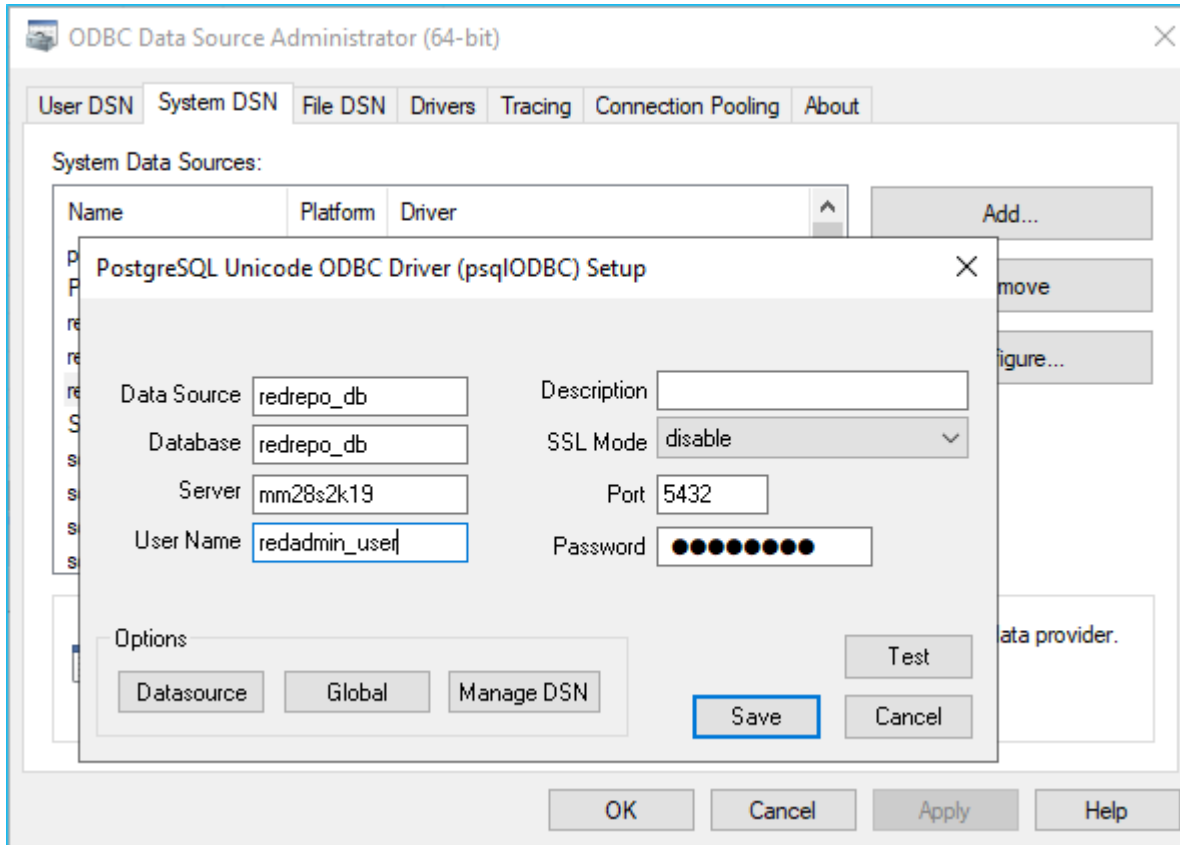 ODBC Data Source Administrator (64-bit)
User DSN System DSN File DSN Drivers Tracing Connection Pooling About
System Data Sources:
Name Platform Driver
Add...
PostgreSQL Unicode ODBC Driver (psqlODBC) Setup
move
igure...
Data Source redrepo_db Description
Database redrepo_db SSL Mode disable
Server mm28s2k19 Port 5432
User Name redadmin_user Password ●●●●●●●●
Options
Datasource Global Manage DSN
Test
Save Cancel
data provider.
OK Cancel Apply Help